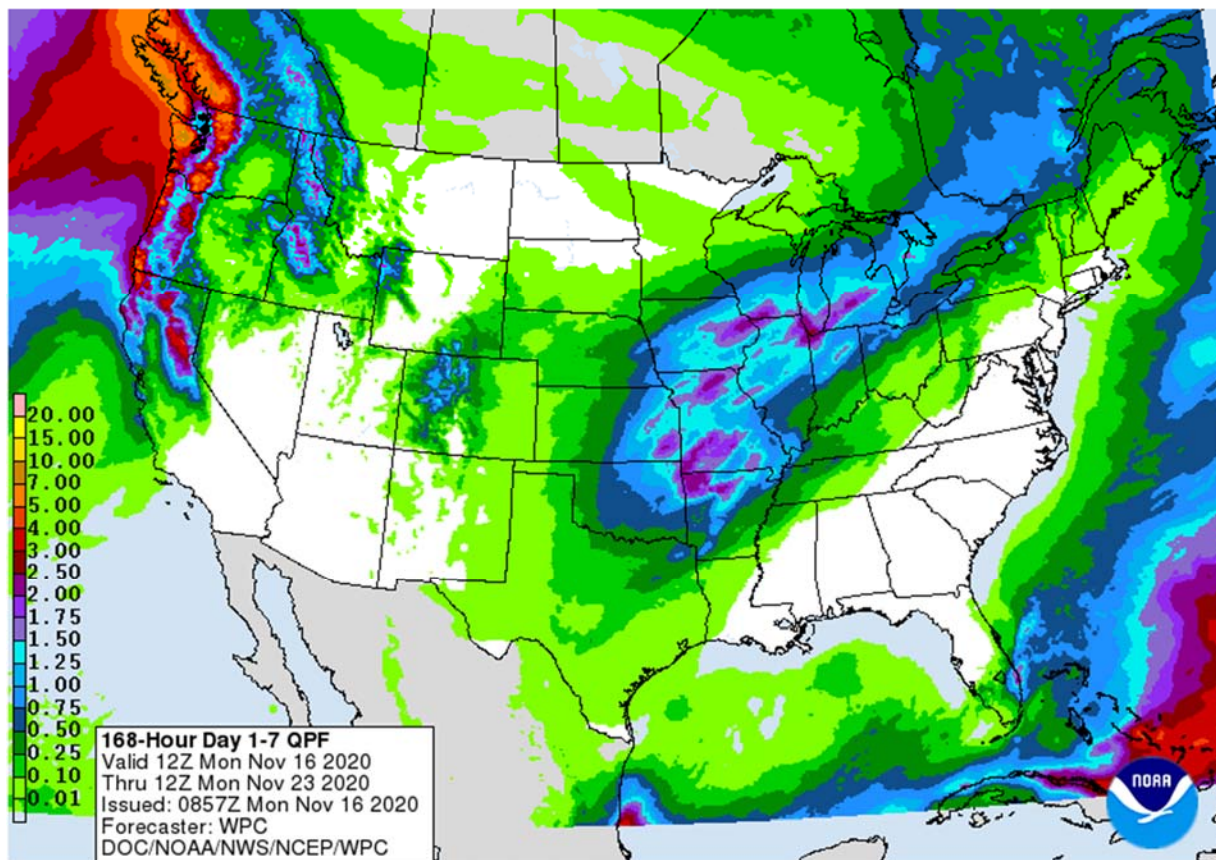 20.00
15.00
10.00
7.00
5.00
4.00
3.00
2.50
2.00
1.75
1.50
1.25
1.00
0.75
0.50
0.25
0.10
0.01
168-Hour Day 1-7 QPF
Valid 12Z Mon Nov 16 2020
Thru 12Z Mon Nov 23 2020
Issued: 0857Z Mon Nov 16 2020
Forecaster: WPC
DOC/NOAA/NWS/NCEP/WPC
NOAA